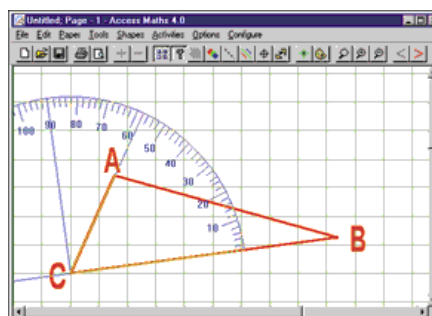 Untitled; Page - 1 - Access Maths 4.0
File Edit Paper Tools Shapes Activities Options Configure
100 90 80 70 60 50 40 30 20 10
A
B
C